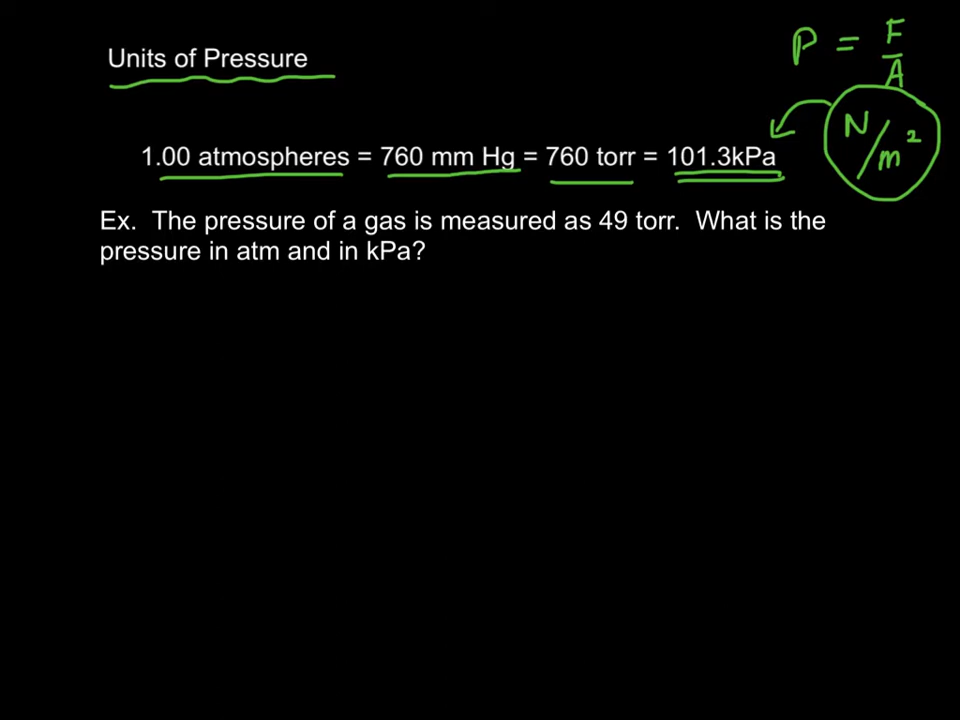 Units of Pressure
P = F/A
N/m²
1.00 atmospheres = 760 mm Hg = 760 torr = 101.3kPa
Ex. The pressure of a gas is measured as 49 torr. What is the
pressure in atm and in kPa?